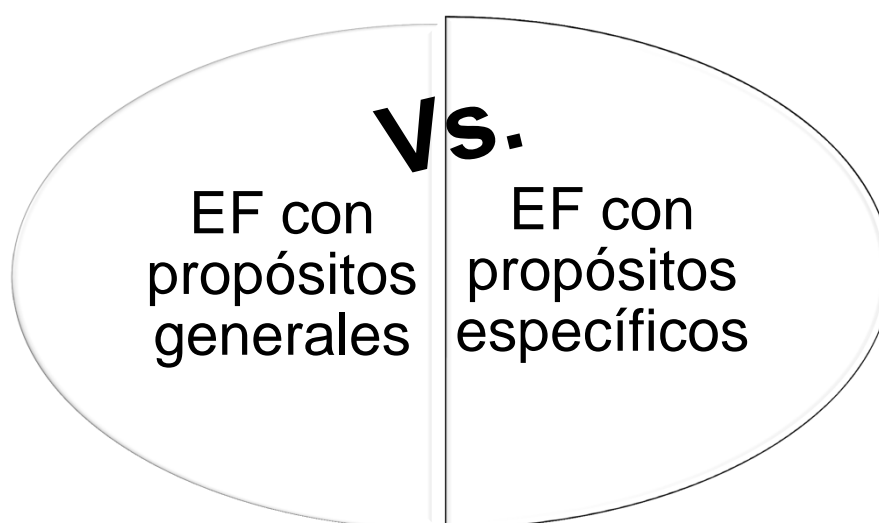 Vs.
EF con
propósitos
generales
EF con
propósitos
específicos